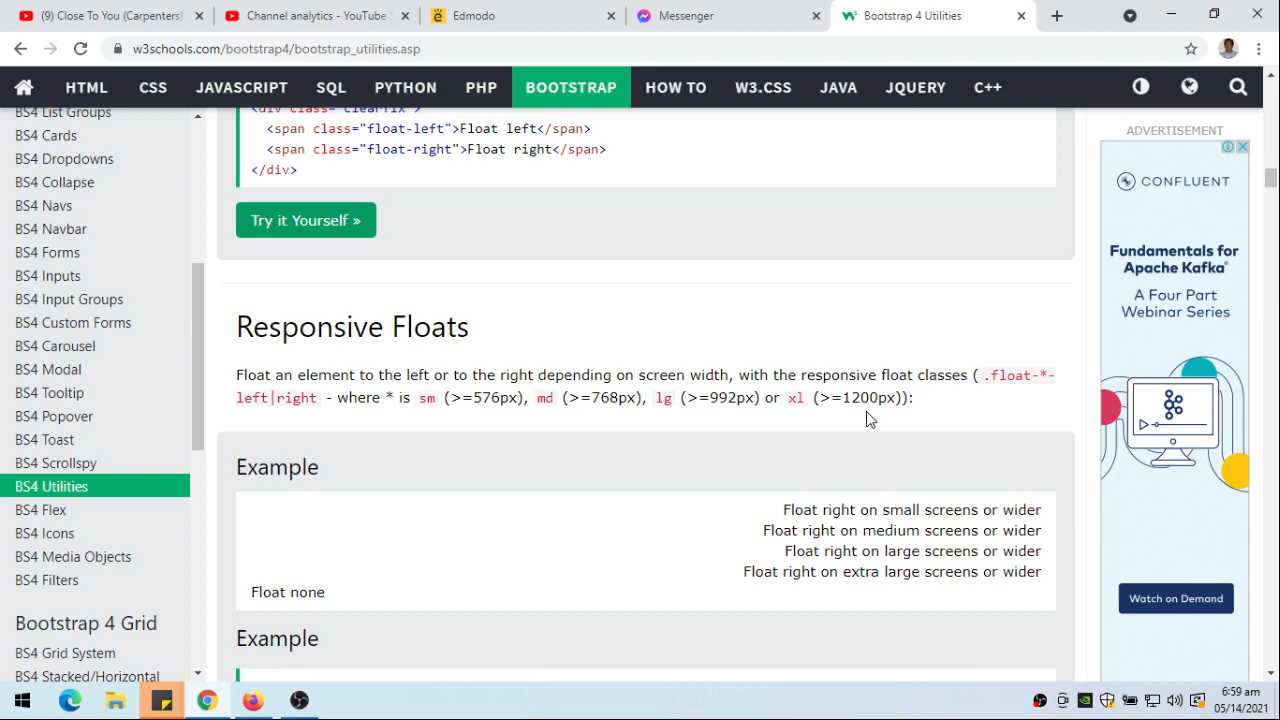 (9) Close To You (Carpenters)
Channel analytics - YouTube
Edmodo
Messenger
Bootstrap 4 Utilities
w3schools.com/bootstrap4/bootstrap_utilities.asp
HTML CSS JAVASCRIPT SQL PYTHON PHP BOOTSTRAP HOW TO W3.CSS JAVA JQUERY C++
BS4 List Groups
BS4 Cards
BS4 Dropdowns
BS4 Collapse
BS4 Navs
BS4 Navbar
BS4 Forms
BS4 Inputs
BS4 Input Groups
BS4 Custom Forms
BS4 Carousel
BS4 Modal
BS4 Tooltip
BS4 Popover
BS4 Toast
BS4 Scrollspy
BS4 Utilities
BS4 Flex
BS4 Icons
BS4 Media Objects
BS4 Filters
Bootstrap 4 Grid
BS4 Grid System
BS4 Stacked/Horizontal
<div class="clearfix">
<span class="float-left">Float left</span>
<span class="float-right">Float right</span>
</div>
Try it Yourself »
Responsive Floats
Float an element to the left or to the right depending on screen width, with the responsive float classes ( .float-*-
left|right - where * is sm (>=576px), md (>=768px), lg (>=992px) or xl (>=1200px)):
Example
Float right on small screens or wider
Float right on medium screens or wider
Float right on large screens or wider
Float right on extra large screens or wider
Float none
Example
ADVERTISEMENT
CONFLUENT
Fundamentals for
Apache Kafka®
A Four Part
Webinar Series
Watch on Demand
6:59 am
05/14/2021